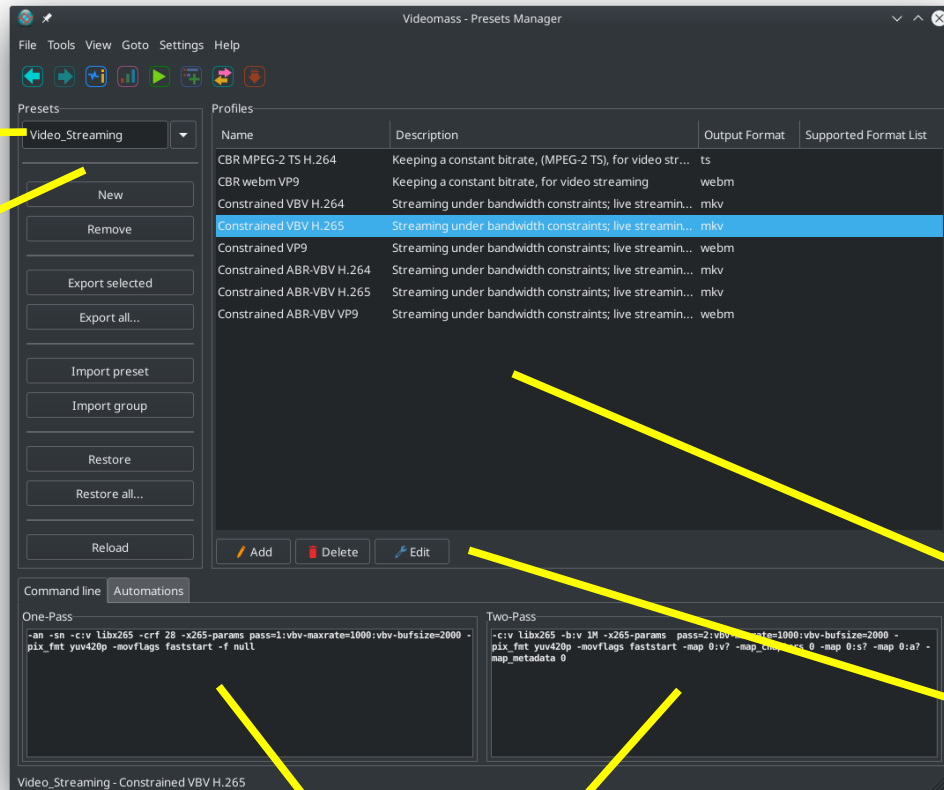 Videomass - Presets Manager
File Tools View Goto Settings Help
Presets
Video_Streaming
New
Remove
Export selected
Export all...
Import preset
Import group
Restore
Restore all...
Reload
Profiles
Name Description Output Format Supported Format List
CBR MPEG-2 TS H.264 Keeping a constant bitrate, (MPEG-2 TS), for video str... ts
CBR webm VP9 Keeping a constant bitrate, for video streaming webm
Constrained VBV H.264 Streaming under bandwidth constraints; live streamin... mkv
Constrained VBV H.265 Streaming under bandwidth constraints; live streamin... mkv
Constrained VP9 Streaming under bandwidth constraints; live streamin... webm
Constrained ABR-VBV H.264 Streaming under bandwidth constraints; live streamin... mkv
Constrained ABR-VBV H.265 Streaming under bandwidth constraints; live streamin... mkv
Constrained ABR-VBV VP9 Streaming under bandwidth constraints; live streamin... webm
Add Delete Edit
Command line Automations
One-Pass
-an -sn -c:v libx265 -crf 28 -x265-params pass=1:vbv-maxrate=1000:vbv-bufsize=2000 -
pix_fmt yuv420p -movflags faststart -f null
Two-Pass
-c:v libx265 -b:v 1M -x265-params pass=2:vbv-maxrate=1000:vbv-bufsize=2000 -
pix_fmt yuv420p -movflags faststart -map 0:v? -map_chapters 0 -map 0:s? -map 0:a? -
map_metadata 0
Video_Streaming - Constrained VBV H.265